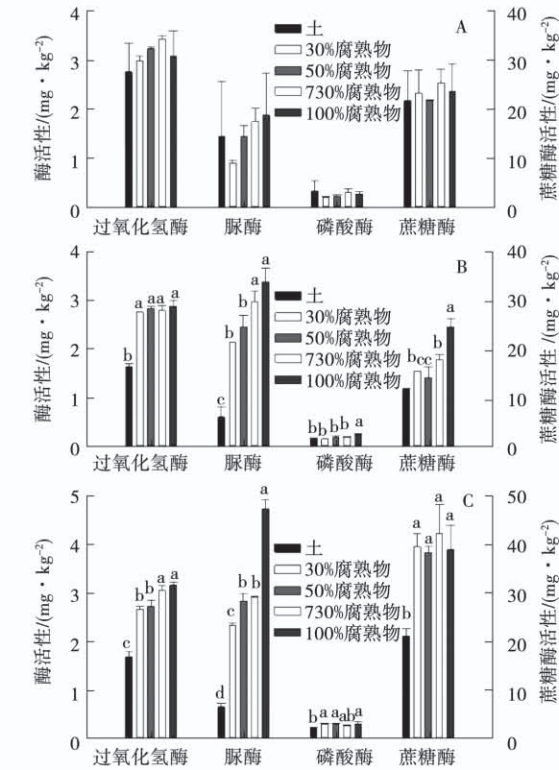 A
土
30%腐熟物
50%腐熟物
730%腐熟物
100%腐熟物
酶活性/(mg·kg⁻²)
蔗糖酶活性/(mg·kg⁻²)
4
3
2
1
0
40
30
20
10
0
过氧化氢酶 脲酶 磷酸酶 蔗糖酶
B
土
30%腐熟物
50%腐熟物
730%腐熟物
100%腐熟物
酶活性/(mg·kg⁻²)
蔗糖酶活性/(mg·kg⁻²)
4
3
2
1
0
40
30
20
10
0
b a aa a
c b b a a
b b b b a
b c c b a
过氧化氢酶 脲酶 磷酸酶 蔗糖酶
C
土
30%腐熟物
50%腐熟物
730%腐熟物
100%腐熟物
酶活性/(mg·kg⁻²)
蔗糖酶活性/(mg·kg⁻²)
5
4
3
2
1
0
50
40
30
20
10
0
c b b a a
d c b b a
b a a ab a
b a a a a
过氧化氢酶 脲酶 磷酸酶 蔗糖酶